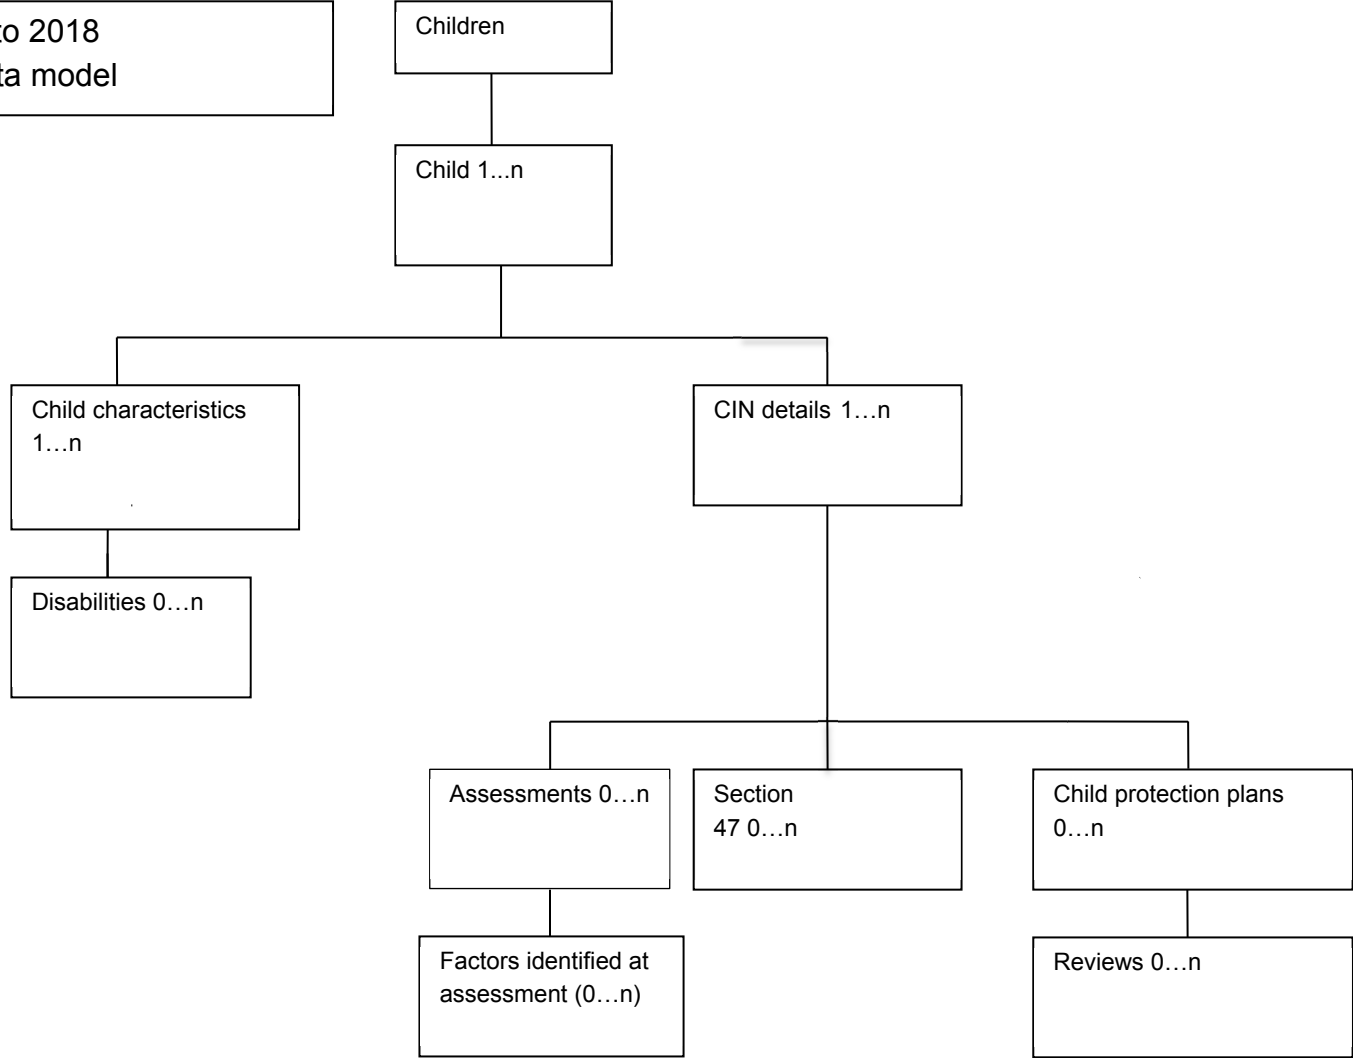 to 2018
ta model
Children
Child 1...n
Child characteristics
1…n
CIN details 1…n
Disabilities 0…n
Assessments 0…n
Section
47 0…n
Child protection plans
0…n
Factors identified at
assessment (0…n)
Reviews 0…n